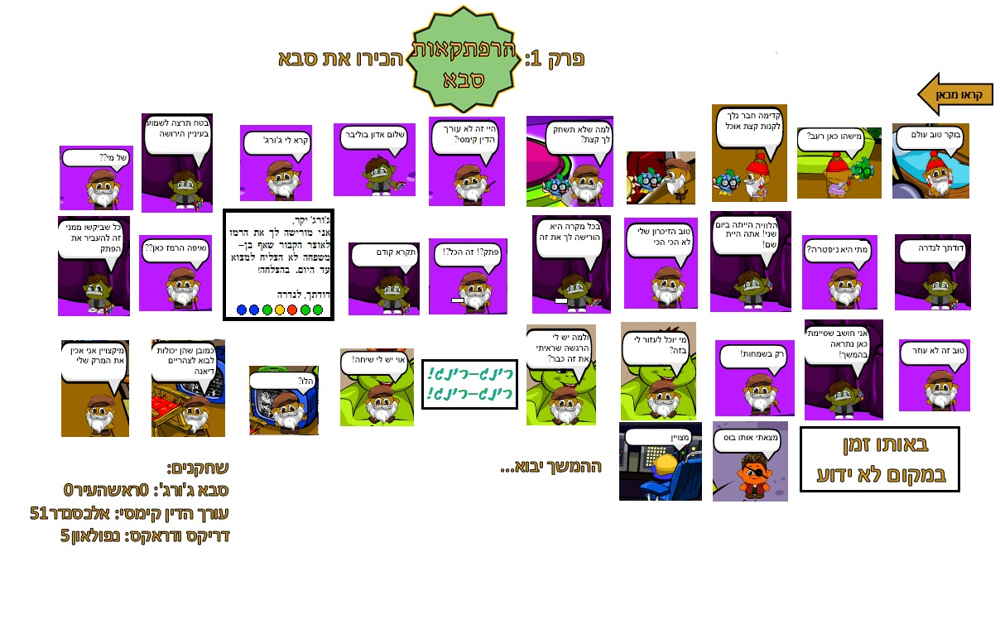 הרפתקאות
סבא
פרק 1: הכירו את סבא
קראו מכאן
בוקר טוב עולם
מישהו כאן רעב?
קדימה חבר נלך
לקנות קצת אוכל
למה שלא תשחק
לך קצת?
היי זה לא עורך
הדין קימסי?
שלום אדון בוליבר
קרא לי ג'ורג'
בטח תרצה לשמוע
בעיניין הירושה
של מי??
דודתך לנדרה
מתי היא ניפטרה?
הלוויה הייתה ביום
שני! אתה היית
שם!
טוב הזיכרון שלי
לא הכי הכי
בכל מקרה היא
הורישה לך את זה
פתק?! זה הכל?!
תקרא קודם
ג'ורג' יקר,
אני מורישה לך את הרמז
לאוצר הקבור שאף בן-
משפחה לא הצליח למצוא
עד היום. בהצלחה!
דודתך, לנדרה
ואיפה הרמז כאן??
כל שביקשו ממני
זה להעביר את
הפתק
טוב זה לא עוזר
אני חושב שסיימתי
כאן נתראה
בהמשך!
רק בשמחות!
מי יוכל לעזור לי
בזה?
ולמה יש לי
הרגשה שראיתי
את זה כבר?
רינג-רינג!
רינג-רינג!
אוי יש לי שיחה!
הלו?
כמובן שהן יכולות
לבוא לצהריים
דיאנה
מיקצויין אני אכין
את המרק שלי
באותו זמן
במקום לא ידוע
מצאתי אותו בוס
מצויין
ההמשך יבוא...
שחקנים:
סבא ג'ורג': 0ראשהעיר0
עורך הדין קימסי: אלכסנדר51
דריקס ודראקס: נפולאון5